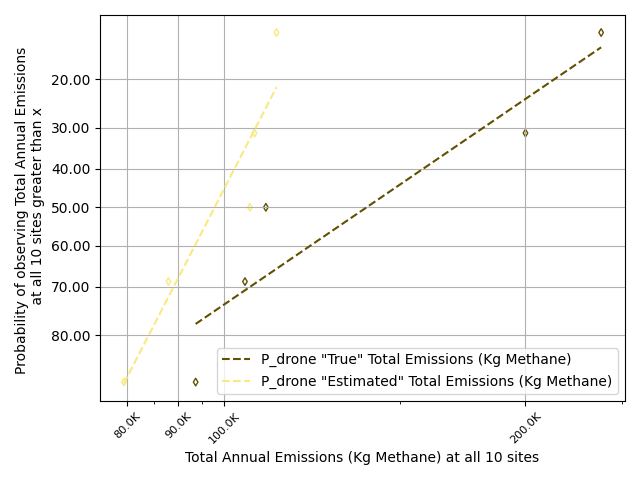 Probability of observing Total Annual Emissions
at all 10 sites greater than x
20.00
30.00
40.00
50.00
60.00
70.00
80.00
P_drone "True" Total Emissions (Kg Methane)
P_drone "Estimated" Total Emissions (Kg Methane)
80.0K
90.0K
100.0K
200.0K
Total Annual Emissions (Kg Methane) at all 10 sites